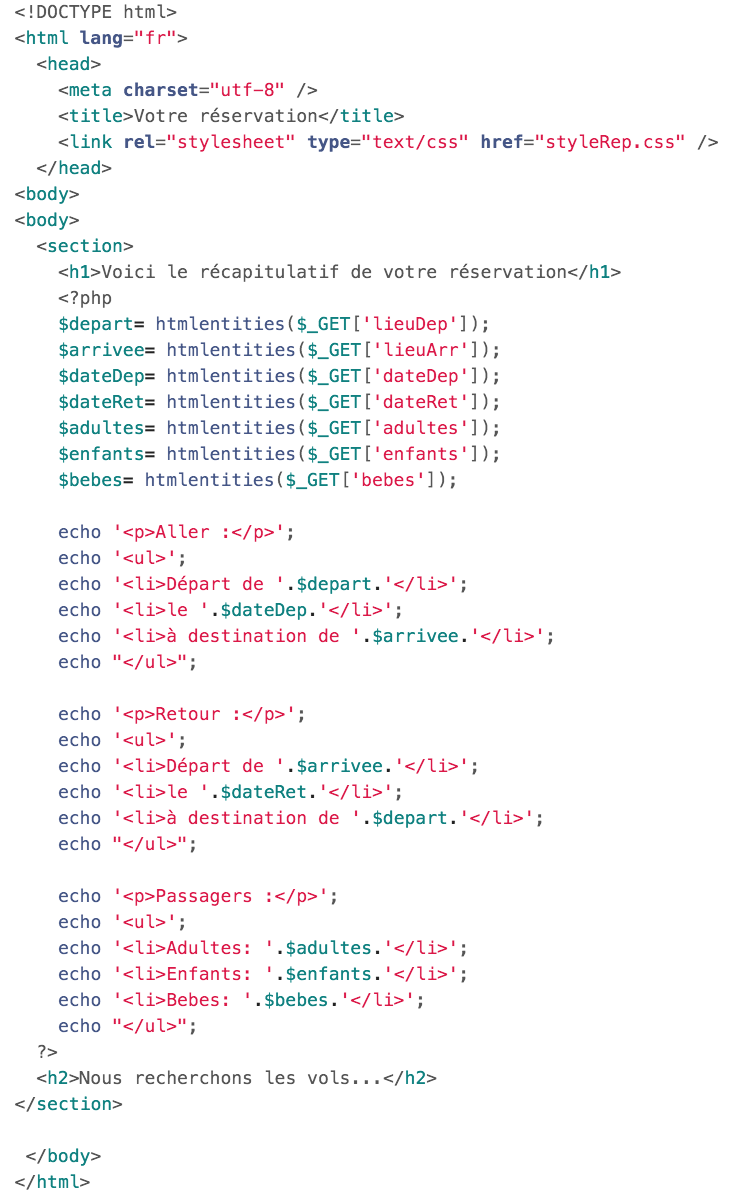 <!DOCTYPE html>
<html lang="fr">
  <head>
    <meta charset="utf-8" />
    <title>Votre réservation</title>
    <link rel="stylesheet" type="text/css" href="styleRep.css" />
  </head>
<body>
<body>
  <section>
    <h1>Voici le récapitulatif de votre réservation</h1>
    <?php
    $depart= htmlentities($_GET['lieuDep']);
    $arrivee= htmlentities($_GET['lieuArr']);
    $dateDep= htmlentities($_GET['dateDep']);
    $dateRet= htmlentities($_GET['dateRet']);
    $adultes= htmlentities($_GET['adultes']);
    $enfants= htmlentities($_GET['enfants']);
    $bebes= htmlentities($_GET['bebes']);

    echo '<p>Aller :</p>';
    echo '<ul>';
    echo '<li>Départ de '.$depart.'</li>';
    echo '<li>le '.$dateDep.'</li>';
    echo '<li>à destination de '.$arrivee.'</li>';
    echo "</ul>";

    echo '<p>Retour :</p>';
    echo '<ul>';
    echo '<li>Départ de '.$arrivee.'</li>';
    echo '<li>le '.$dateRet.'</li>';
    echo '<li>à destination de '.$depart.'</li>';
    echo "</ul>";

    echo '<p>Passagers :</p>';
    echo '<ul>';
    echo '<li>Adultes: '.$adultes.'</li>';
    echo '<li>Enfants: '.$enfants.'</li>';
    echo '<li>Bebes: '.$bebes.'</li>';
    echo "</ul>";
  ?>
  <h2>Nous recherchons les vols...</h2>
</section>

 </body>
</html>